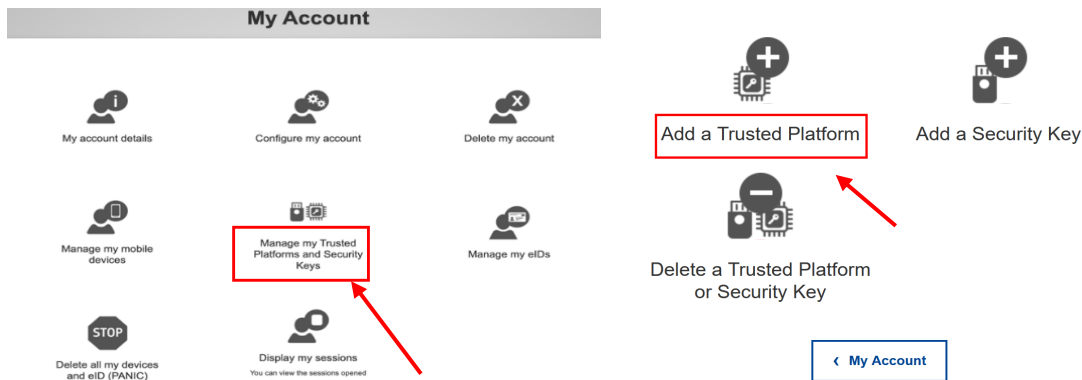 My Account
My account details
Configure my account
Delete my account
Manage my mobile
devices
Manage my Trusted
Platforms and Security
Keys
Manage my eIDs
STOP
Delete all my devices
and eID (PANIC)
Display my sessions
You can view the sessions opened
Add a Trusted Platform
Add a Security Key
Delete a Trusted Platform
or Security Key
‹ My Account